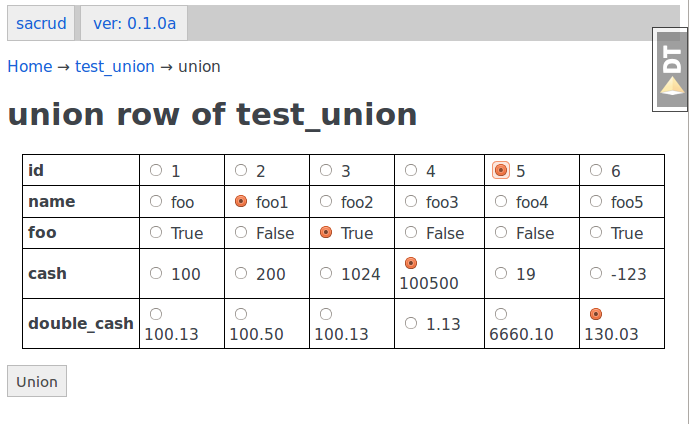 sacrud ver: 0.1.0a
DT
Home → test_union → union
union row of test_union
id 1 2 3 4 5 6
name foo foo1 foo2 foo3 foo4 foo5
foo True False True False False True
cash 100 200 1024 100500 19 -123
double_cash 100.13 100.50 100.13 1.13 6660.10 130.03
Union